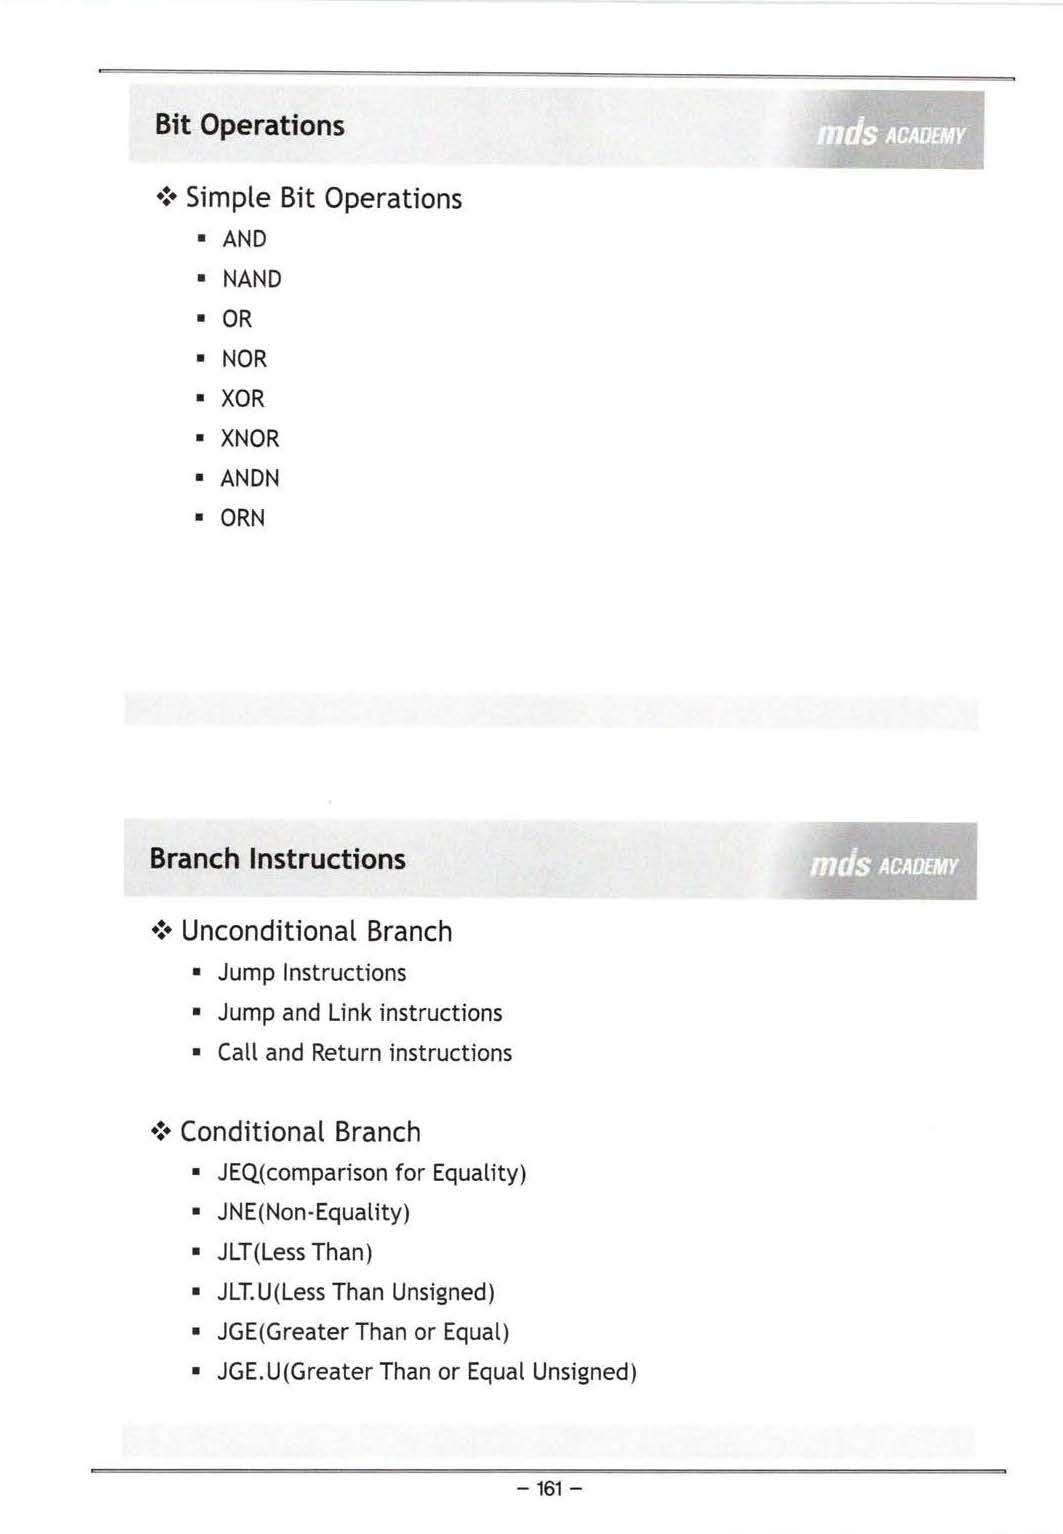 Bit Operations
mds ACADEMY
Simple Bit Operations
AND
NAND
OR
NOR
XOR
XNOR
ANDN
ORN
Branch Instructions
mds ACADEMY
Unconditional Branch
Jump Instructions
Jump and Link instructions
Call and Return instructions
Conditional Branch
JEQ(comparison for Equality)
JNE(Non-Equality)
JLT(Less Than)
JLT.U(Less Than Unsigned)
JGE(Greater Than or Equal)
JGE.U(Greater Than or Equal Unsigned)
- 161 -